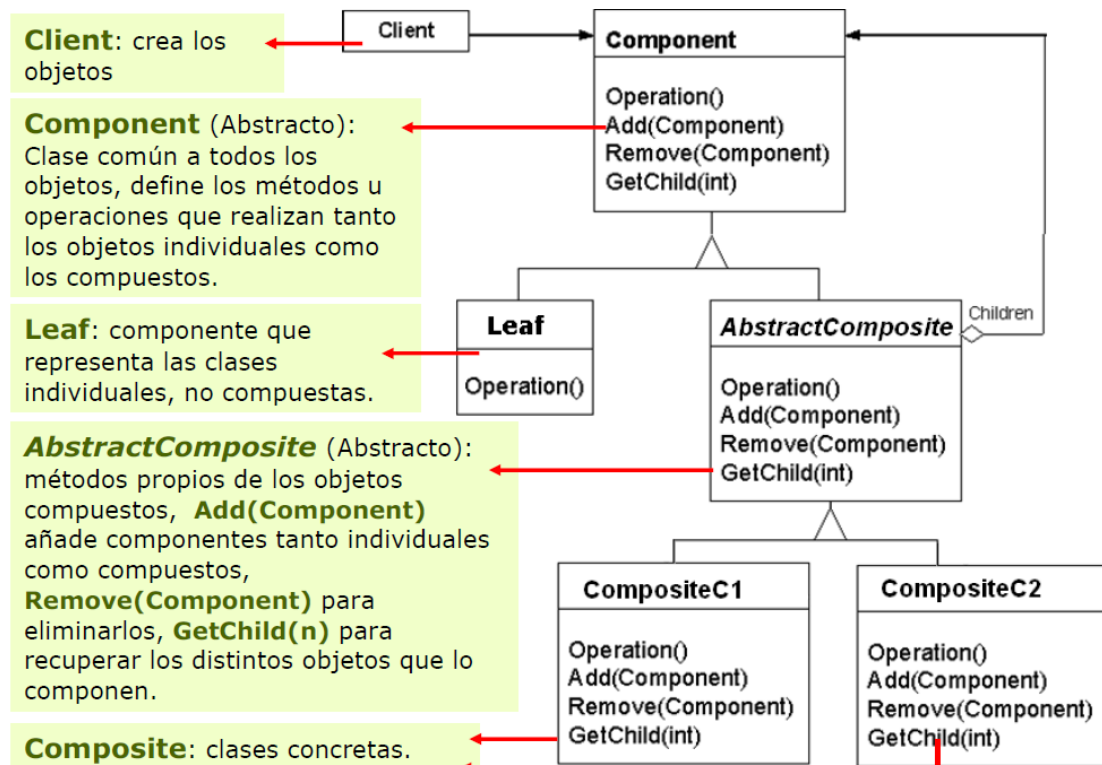 Client: crea los
objetos
Component (Abstracto):
Clase común a todos los
objetos, define los métodos u
operaciones que realizan tanto
los objetos individuales como
los compuestos.
Leaf: componente que
representa las clases
individuales, no compuestas.
AbstractComposite (Abstracto):
métodos propios de los objetos
compuestos, Add(Component)
añade componentes tanto individuales
como compuestos,
Remove(Component) para
eliminarlos, GetChild(n) para
recuperar los distintos objetos que lo
componen.
Composite: clases concretas.
Client
Component
Operation()
Add(Component)
Remove(Component)
GetChild(int)
Leaf
Operation()
AbstractComposite
Operation()
Add(Component)
Remove(Component)
GetChild(int)
Children
CompositeC1
Operation()
Add(Component)
Remove(Component)
GetChild(int)
CompositeC2
Operation()
Add(Component)
Remove(Component)
GetChild(int)